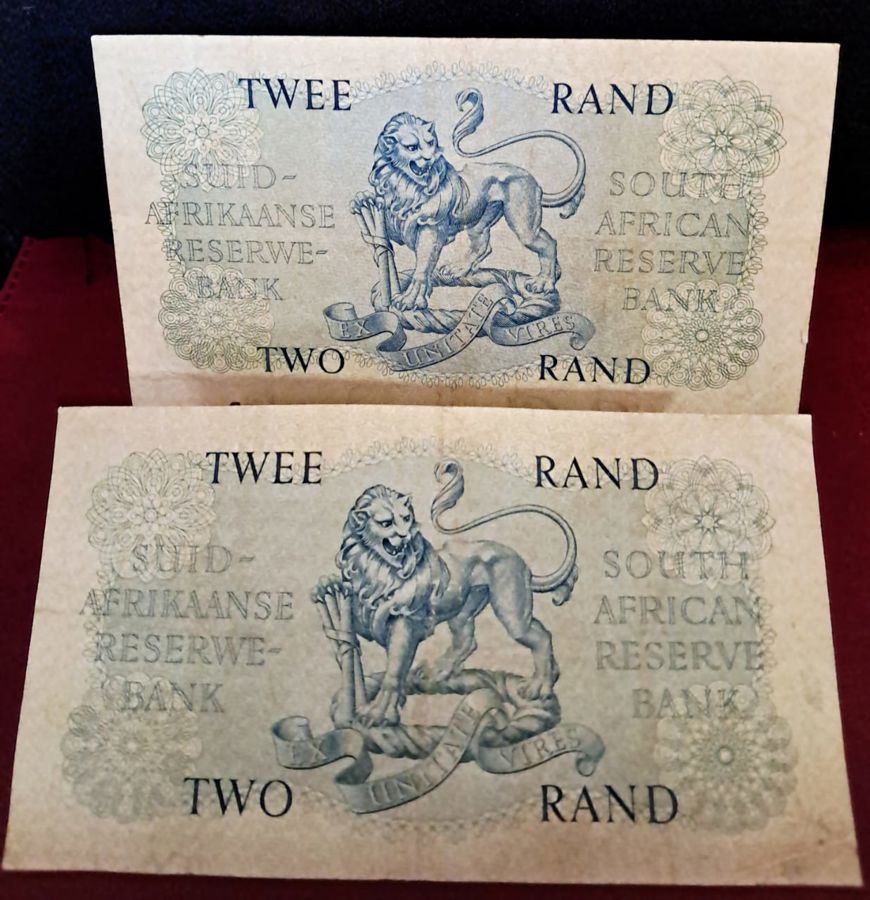 TWEE RAND
SUID-
AFRIKAANSE
RESERWE-
BANK
SOUTH
AFRICAN
RESERVE
BANK
EX UNITATE VIRES
TWO RAND
TWEE RAND
SUID-
AFRIKAANSE
RESERWE-
BANK
SOUTH
AFRICAN
RESERVE
BANK
EX UNITATE VIRES
TWO RAND